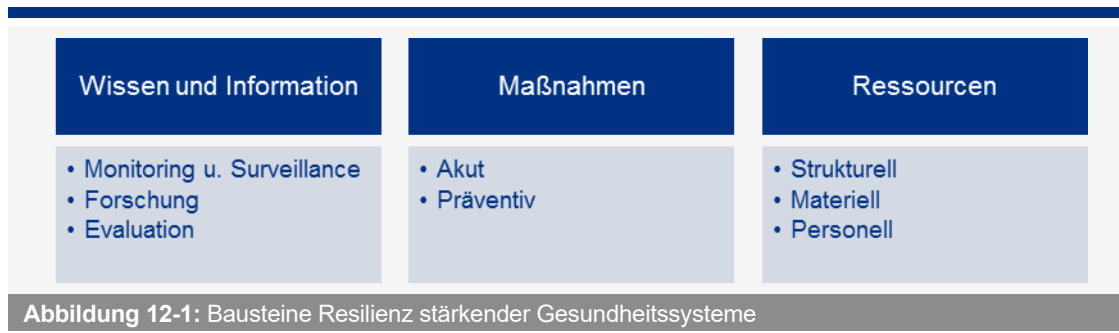 Wissen und Information
• Monitoring u. Surveillance
• Forschung
• Evaluation
Maßnahmen
• Akut
• Präventiv
Ressourcen
• Strukturell
• Materiell
• Personell
Abbildung 12-1: Bausteine Resilienz stärkender Gesundheitssysteme